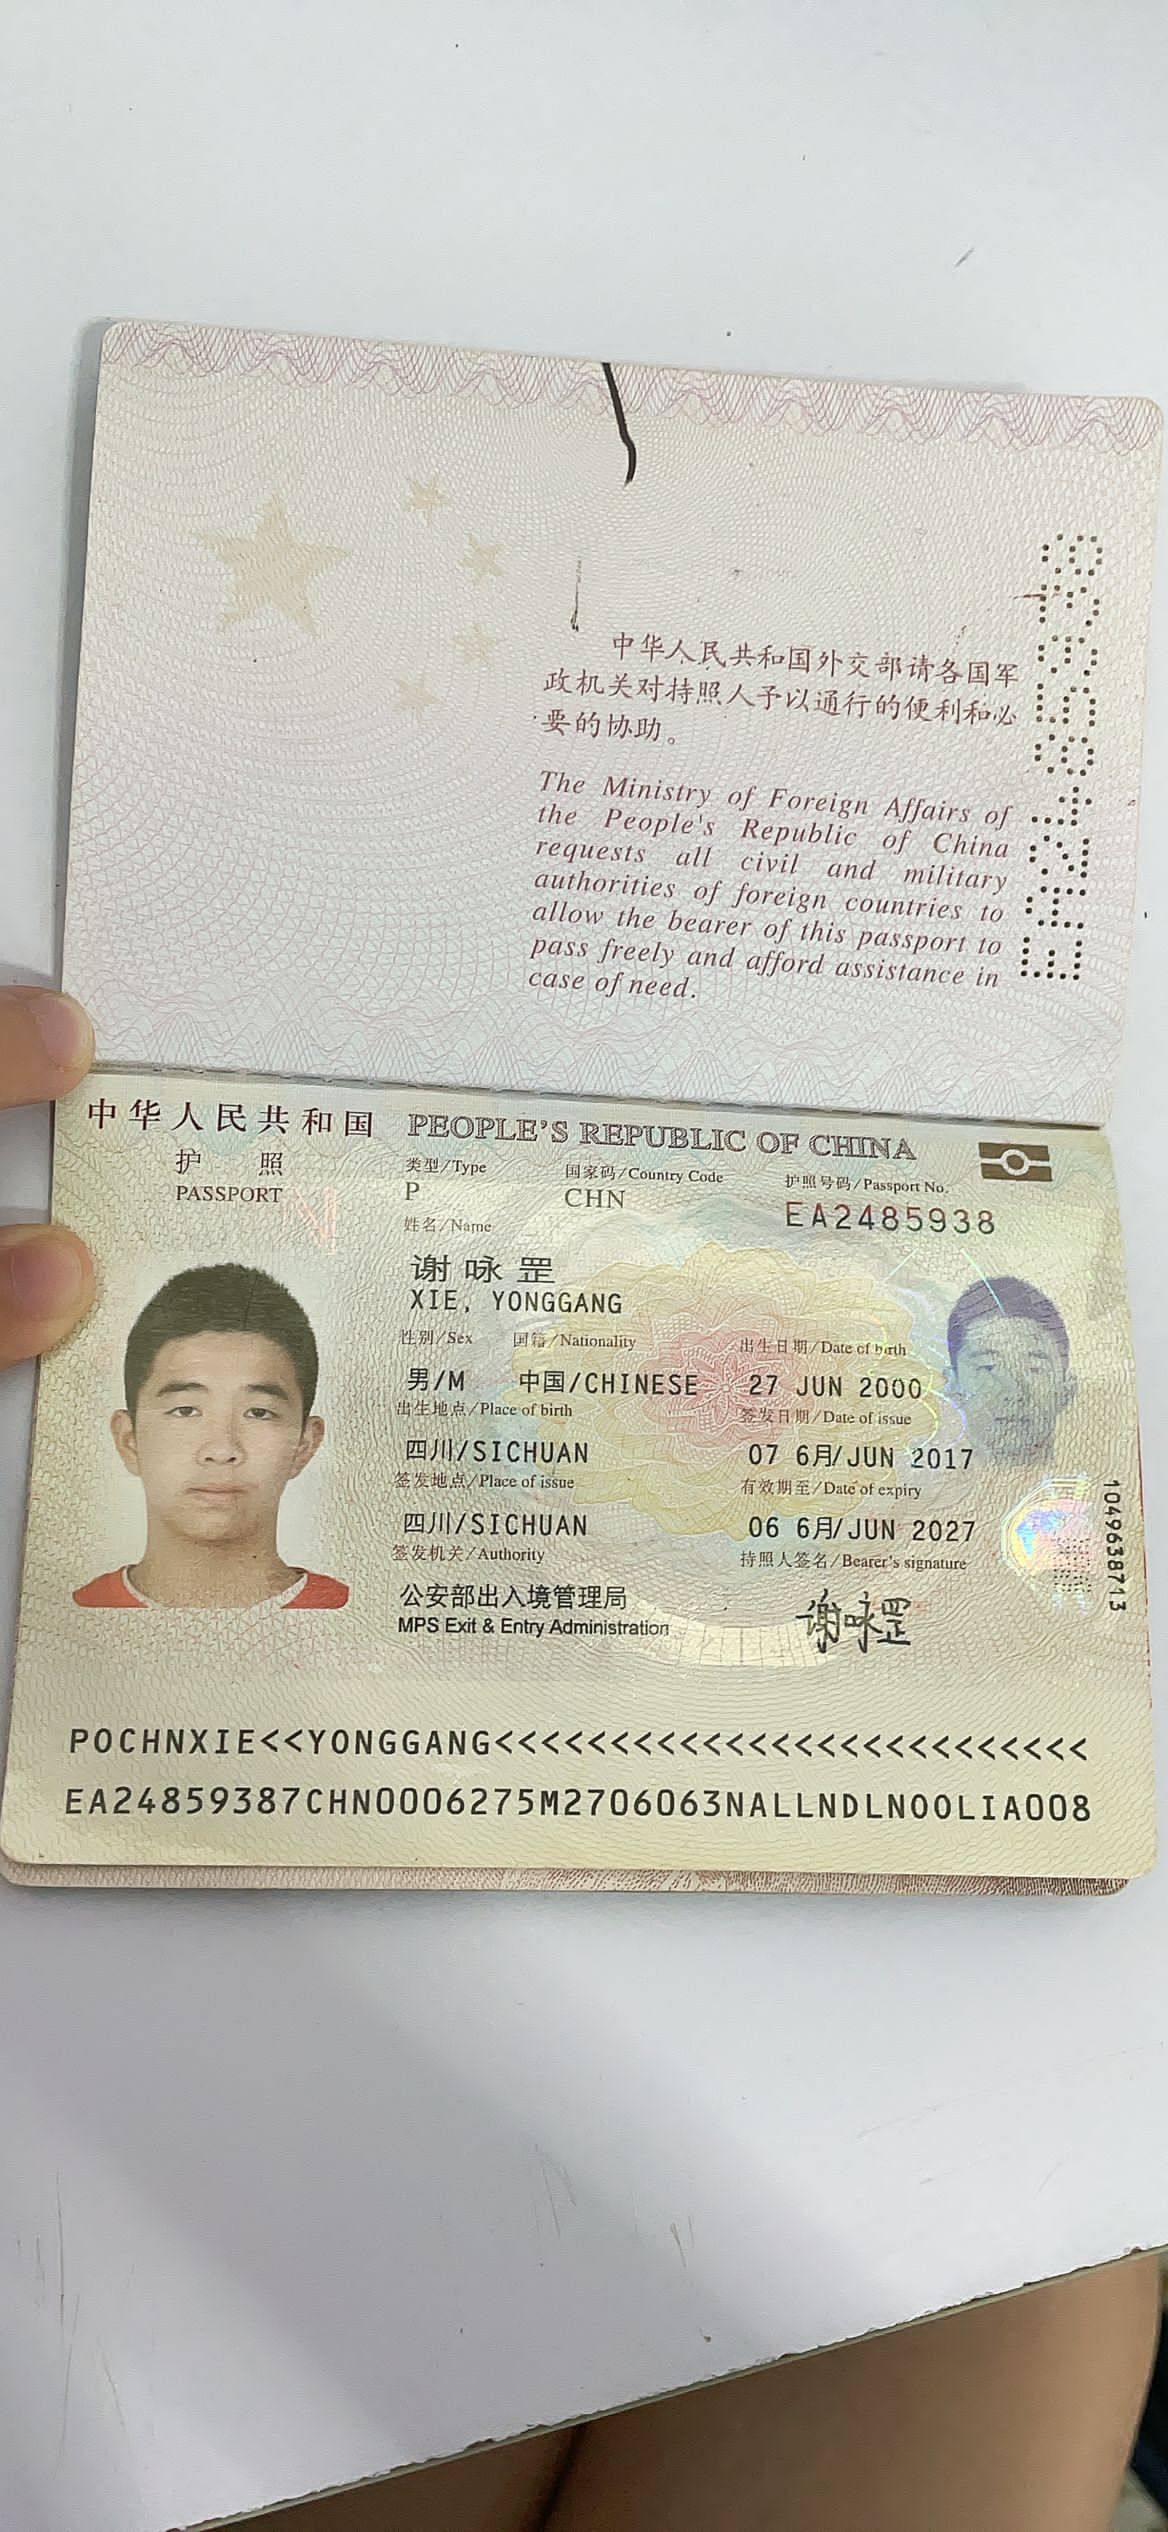 中华人民共和国外交部请各国军
政机关对持照人予以通行的便利和必
要的协助。
The Ministry of Foreign Affairs of
the People's Republic of China
requests all civil and military
authorities of foreign countries to
allow the bearer of this passport to
pass freely and afford assistance in
case of need.
EA2485938
中华人民共和国 PEOPLE'S REPUBLIC OF CHINA
护 照 类型/Type 国家码/Country Code 护照号码/Passport No.
PASSPORT P CHN EA2485938
姓名/Name
谢咏罡
XIE, YONGGANG
性别/Sex 国籍/Nationality 出生日期/Date of birth
男/M 中国/CHINESE 27 JUN 2000
出生地点/Place of birth 签发日期/Date of issue
四川/SICHUAN 07 6月/JUN 2017
签发地点/Place of issue 有效期至/Date of expiry
四川/SICHUAN 06 6月/JUN 2027
签发机关/Authority 持照人签名/Bearer's signature
公安部出入境管理局 谢咏罡
MPS Exit & Entry Administration
1049638713
POCHNXIE<<YONGGANG<<<<<<<<<<<<<<<<<<<<<<<<<<
EA24859387CHN0006275M2706063NALLNDLNOOLIA008